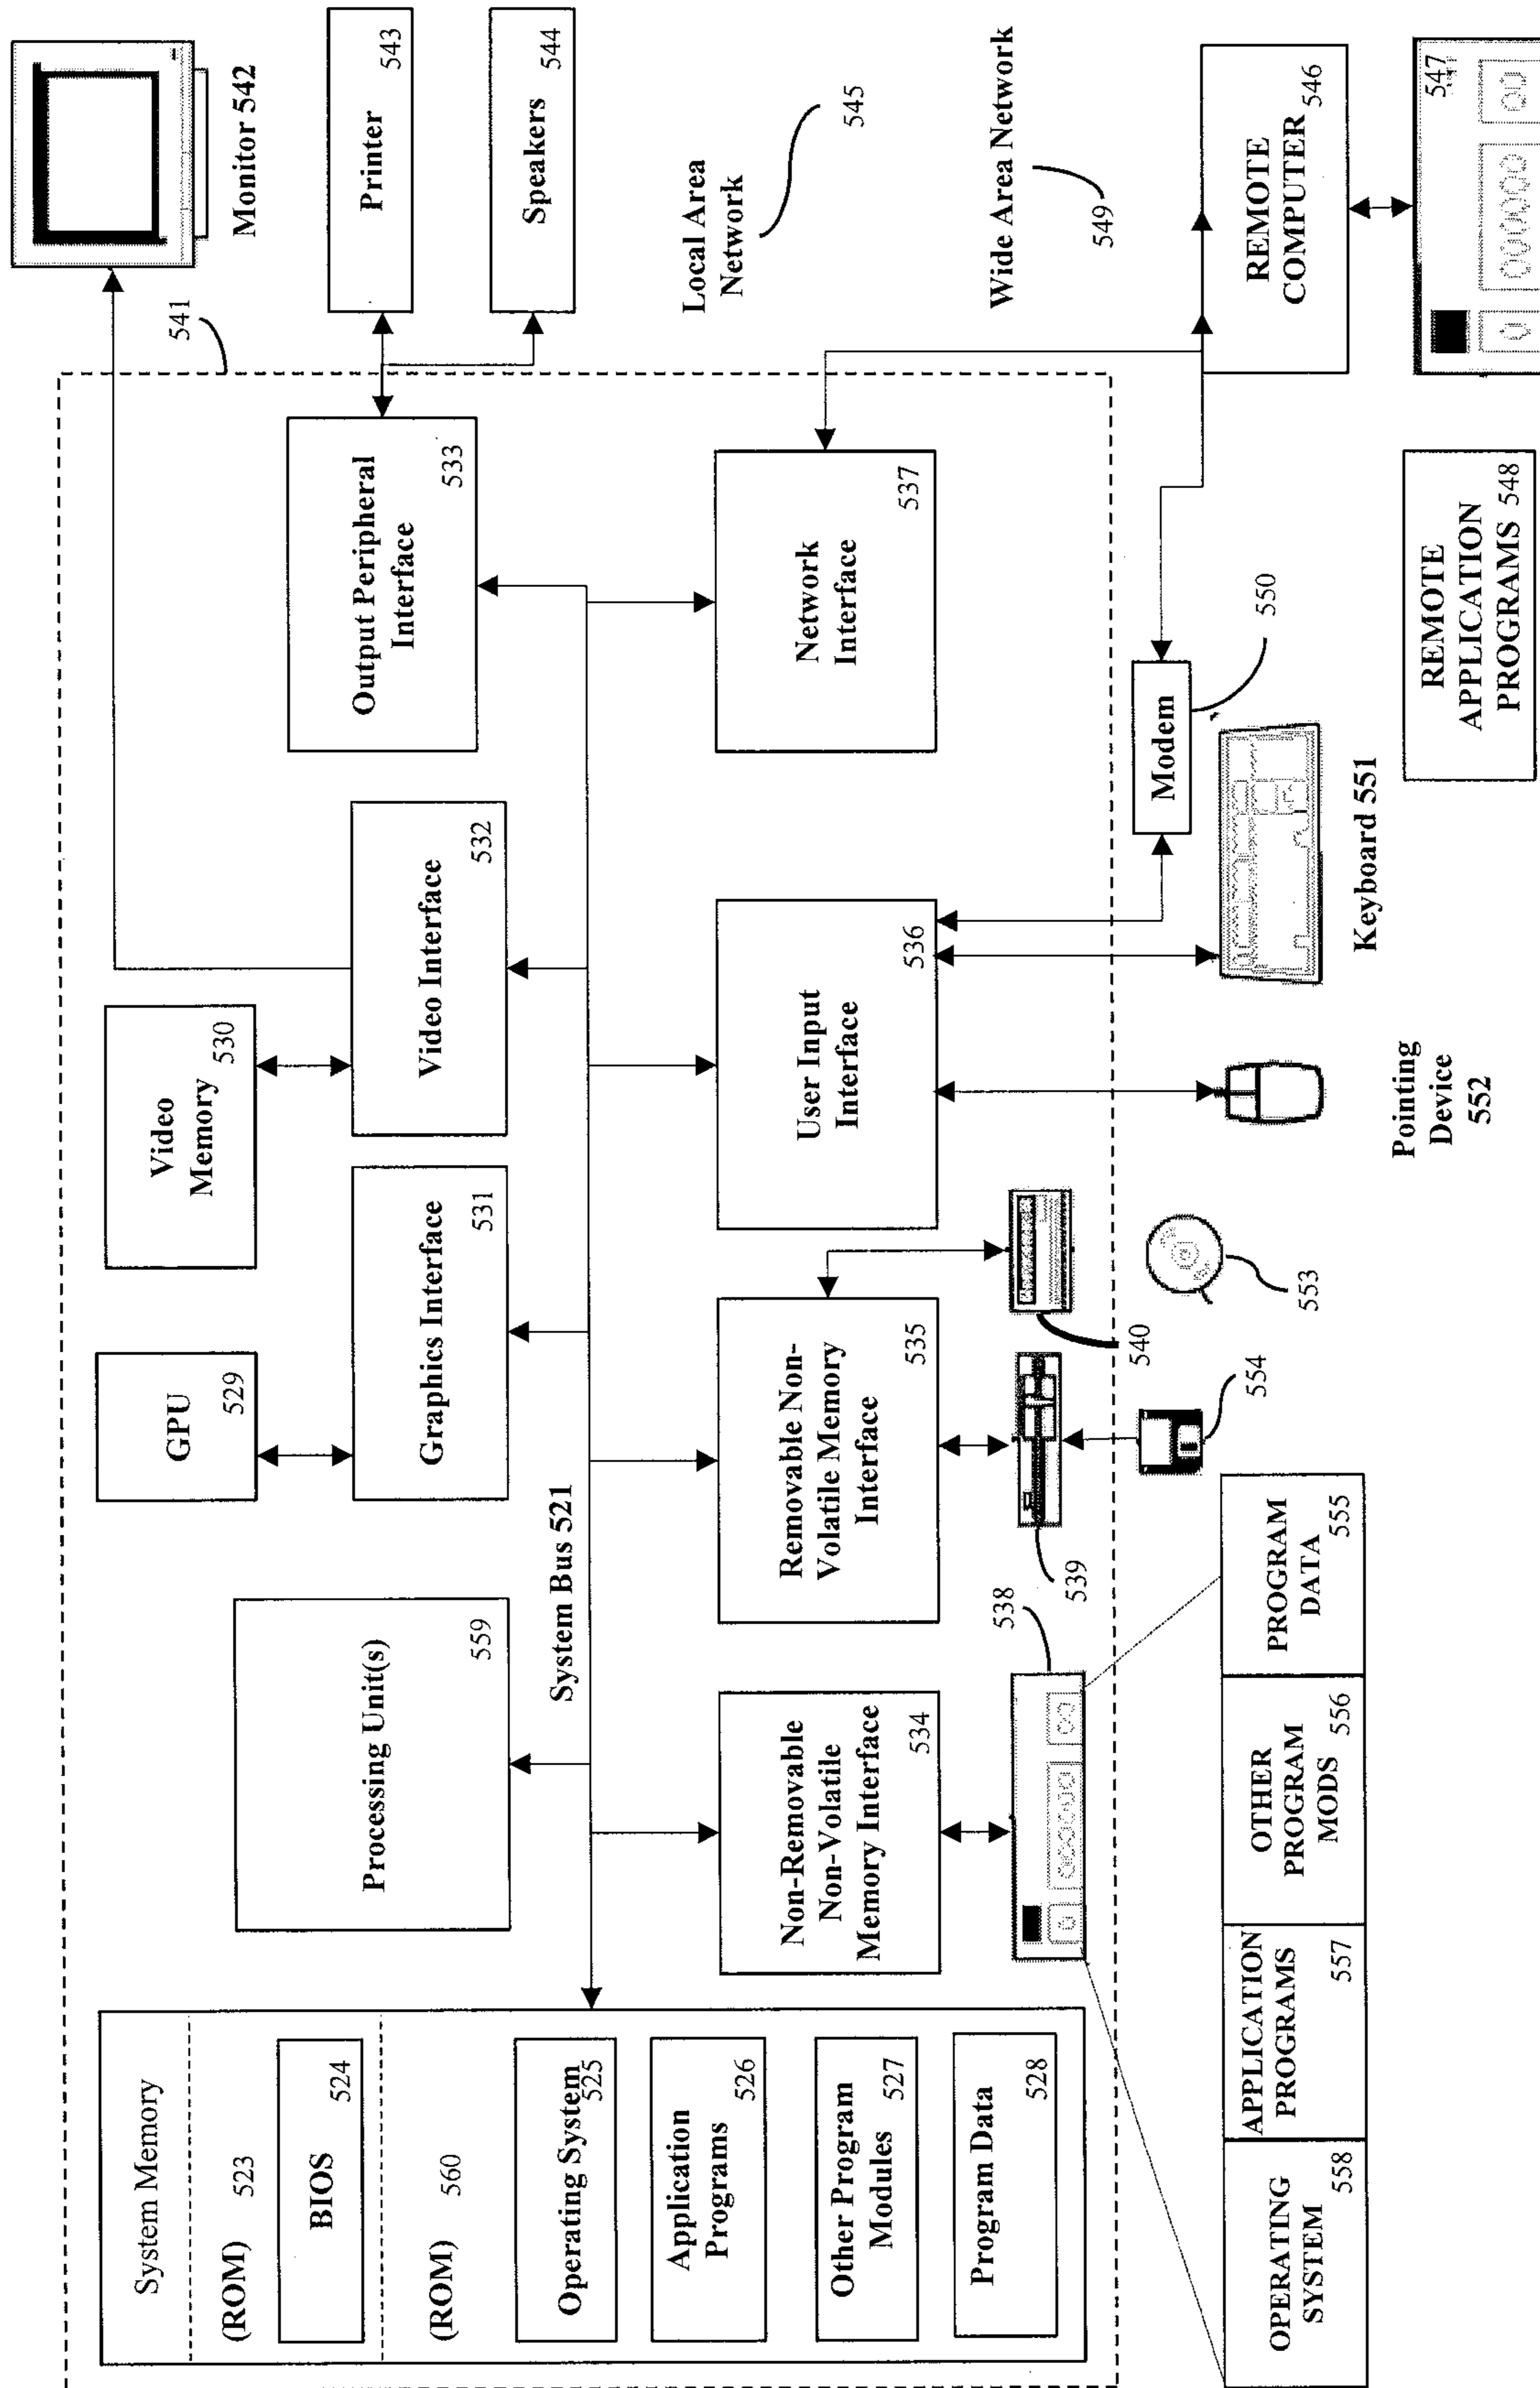 System Memory
(ROM) 523
BIOS
524
(ROM) 560
Operating System
525
Application
Programs
526
Other Program
Modules
527
Program Data
528
Processing Unit(s)
559
GPU
529
Graphics Interface
531
Video
Memory
530
Video Interface
532
Output Peripheral
Interface
533
541
Monitor 542
Printer
543
Speakers
544
System Bus 521
Non-Removable
Non-Volatile
Memory Interface
534
Removable Non-
Volatile Memory
Interface
535
User Input
Interface
536
Network
Interface
537
Local Area
Network
545
Wide Area Network
549
538
539
540
554
553
Modem
550
REMOTE
COMPUTER
546
547
OPERATING
SYSTEM
558
APPLICATION
PROGRAMS
557
OTHER
PROGRAM
MODS
556
PROGRAM
DATA
555
Pointing
Device
552
Keyboard 551
REMOTE
APPLICATION
PROGRAMS 548